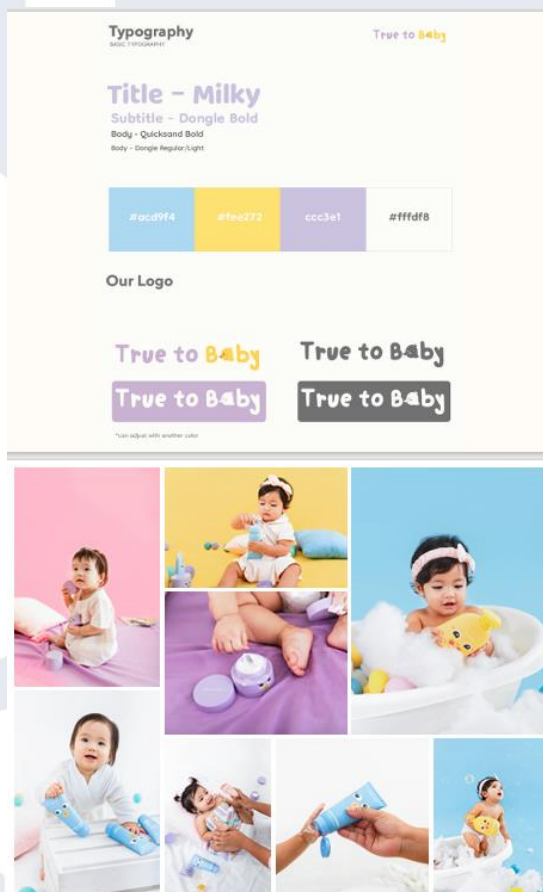 Typography
BASIC TYPOGRAPHY
True to Baby
Title - Milky
Subtitle - Dongle Bold
Body - Quicksand Bold
Body - Dongle Regular/Light
#acd9f4
#fee272
ccc3e1
#fffdf8
Our Logo
True to Baby
True to Baby
True to Baby
True to Baby
*can adjust with another color